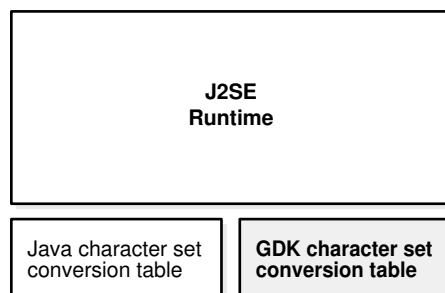 J2SE
Runtime
Java character set
conversion table
GDK character set
conversion table